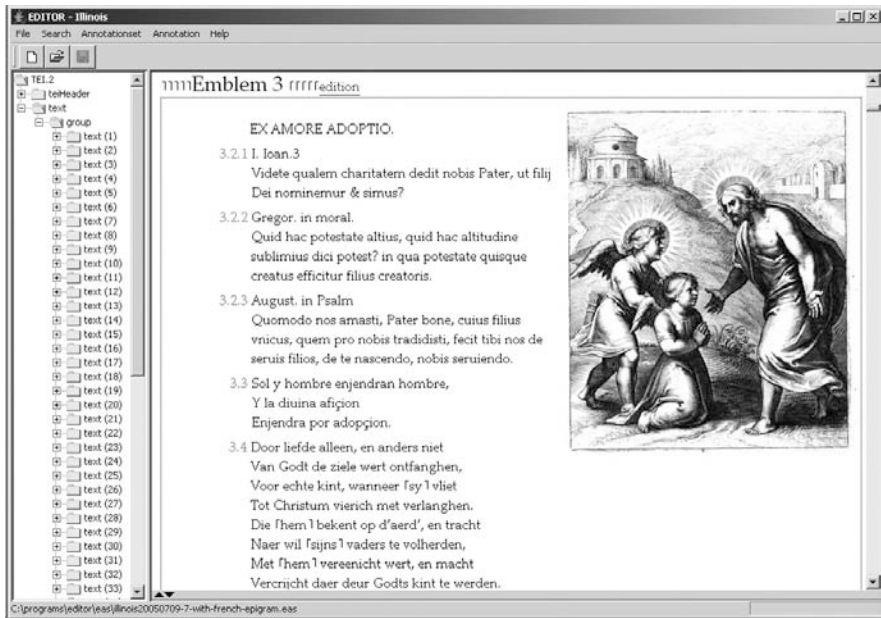 EDITOR - Illinois
File Search Annotationset Annotation Help
TEI.2
teiHeader
text
group
text (1)
text (2)
text (3)
text (4)
text (5)
text (6)
text (7)
text (8)
text (9)
text (10)
text (11)
text (12)
text (13)
text (14)
text (15)
text (16)
text (17)
text (18)
text (19)
text (20)
text (21)
text (22)
text (23)
text (24)
text (25)
text (26)
text (27)
text (28)
text (29)
text (30)
text (31)
text (32)
text (33)
˥˥˥˥˥Emblem 3 ׀׀׀׀׀edition
EX AMORE ADOPTIO.
3.2.1 I. Ioan.3
Videte qualem charitatem dedit nobis Pater, ut filij
Dei nominemur & simus?
3.2.2 Gregor. in moral.
Quid hac potestate altius, quid hac altitudine
sublimius dici potest? in qua potestate quisque
creatus efficitur filius creatoris.
3.2.3 August. in Psalm
Quomodo nos amasti, Pater bone, cuius filius
vnicus, quem pro nobis tradidisti, fecit tibi nos de
seruis filios, de te nascendo, nobis seruiendo.
3.3 Sol y hombre enjendran hombre,
Y la diuina afiçion
Enjendra por adopçion.
3.4 Door liefde alleen, en anders niet
Van Godt de ziele wert ontfanghen,
Voor echte kint, wanneer ⌈sy⌉ vliet
Tot Christum vierich met verlanghen.
Die ⌈hem⌉ bekent op d'aerd', en tracht
Naer wil ⌈sijns⌉ vaders te volherden,
Met ⌈hem⌉ vereenicht wert, en macht
Vercrijcht daer deur Godts kint te werden.
C:\programs\editor\eas\illinois20050709-7-with-french-epigram.eas